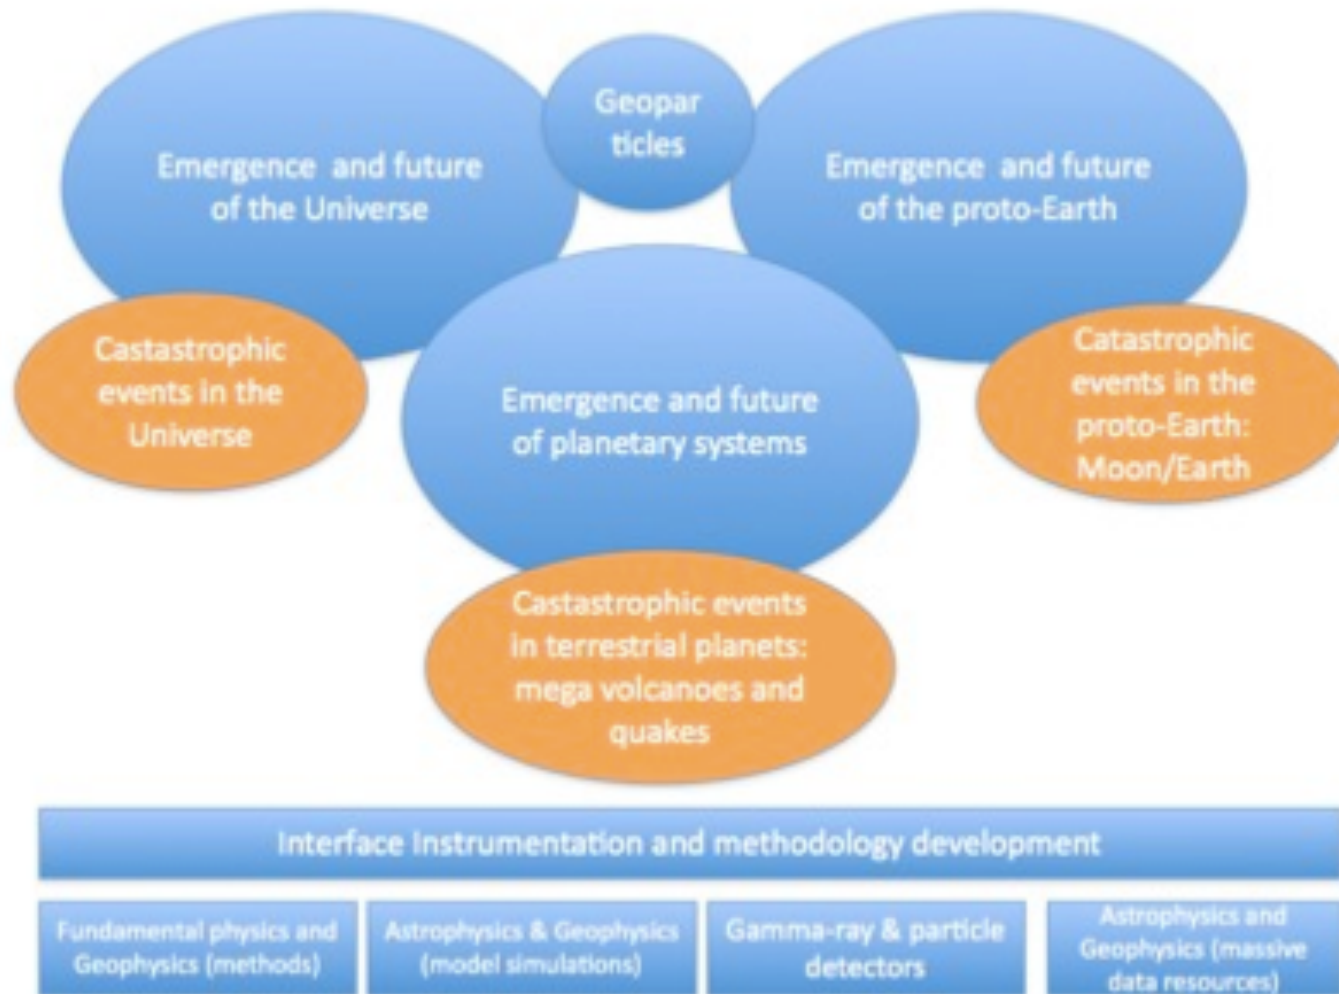 Geopar
ticles
Emergence and future
of the Universe
Emergence and future
of the proto-Earth
Castastrophic
events in the
Universe
Emergence and future
of planetary systems
Catastrophic
events in the
proto-Earth:
Moon/Earth
Castastrophic events
in terrestrial planets:
mega volcanoes and
quakes
Interface Instrumentation and methodology development
Fundamental physics and
Geophysics (methods)
Astrophysics & Geophysics
(model simulations)
Gamma-ray & particle
detectors
Astrophysics and
Geophysics (massive
data resources)